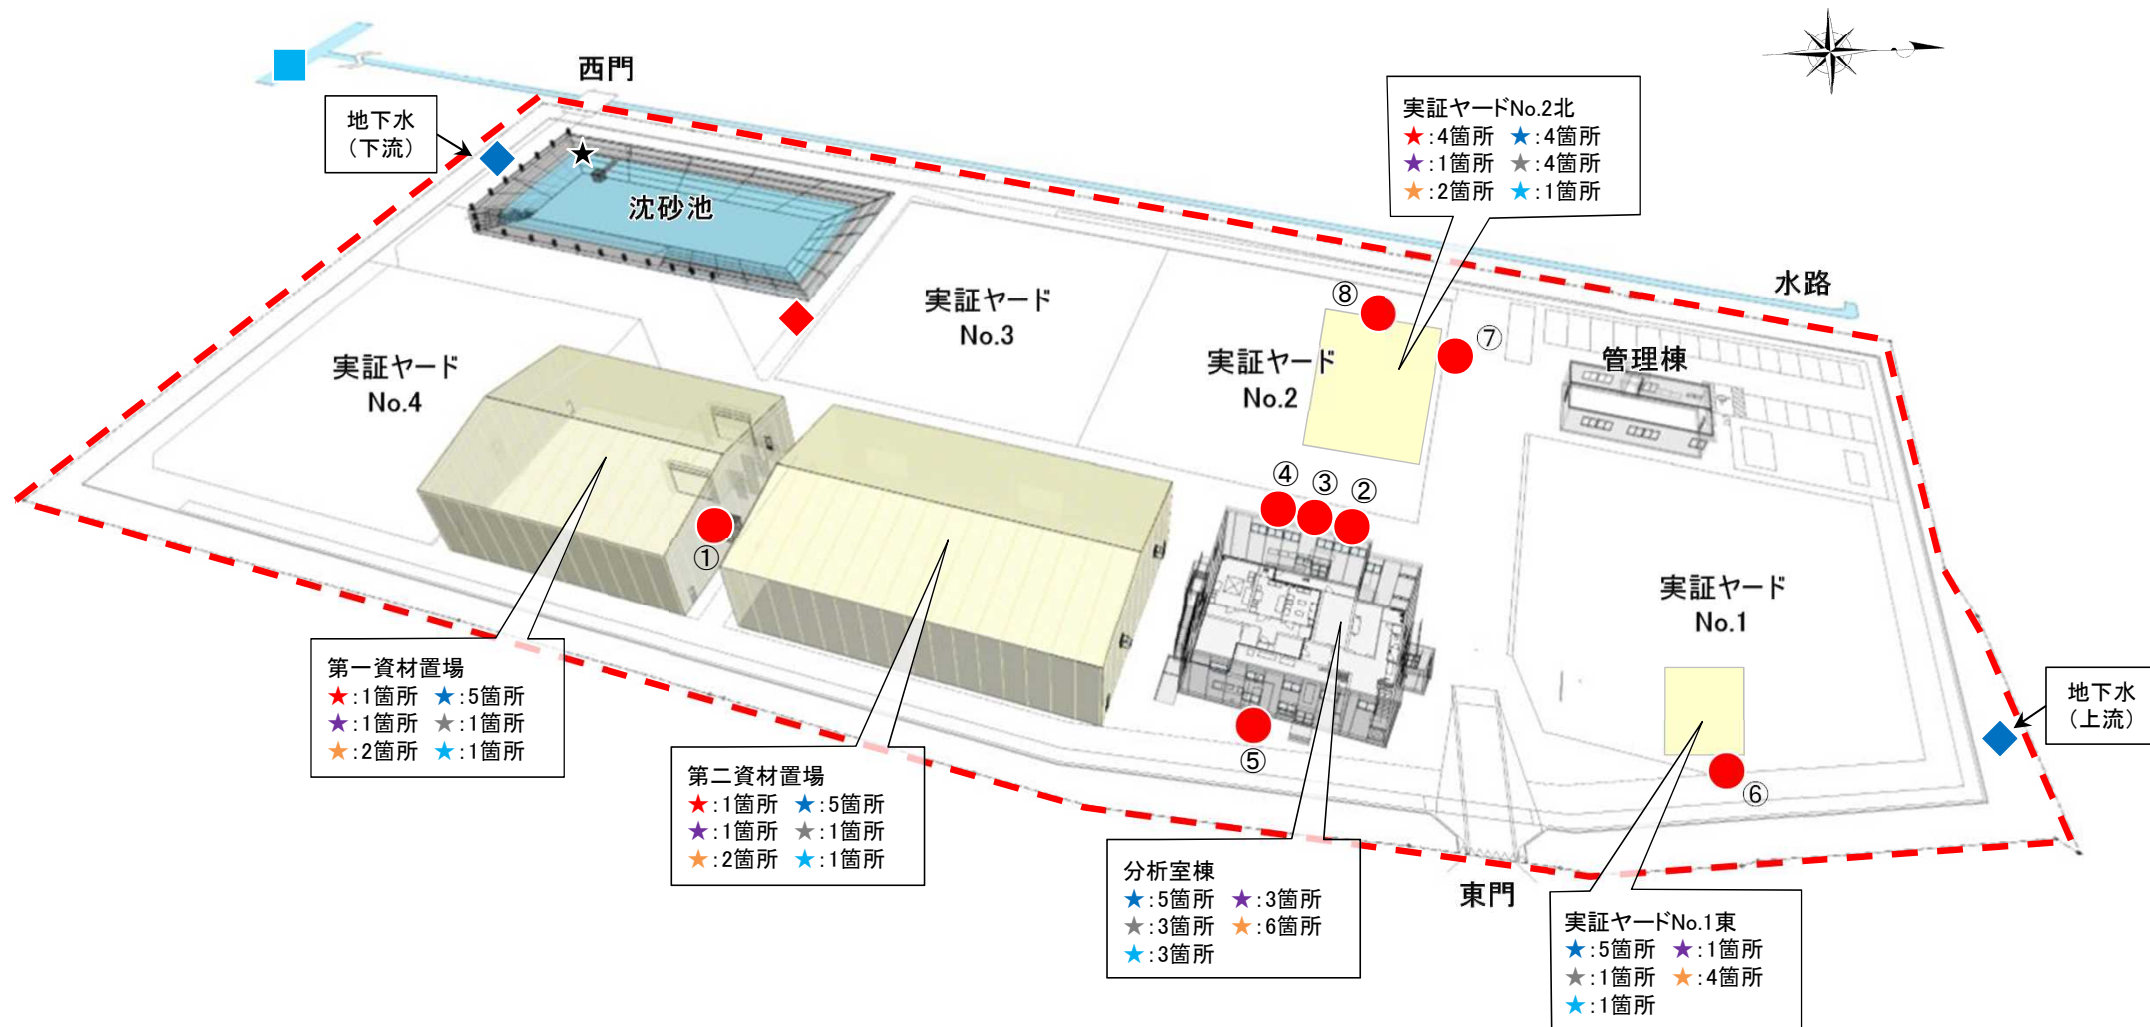 西門
地下水
（下流）
沈砂池
実証ヤードNo.2北
★:4箇所 ★:4箇所
★:1箇所 ★:4箇所
★:2箇所 ★:1箇所
水路
実証ヤード
No.3
⑧
⑦
実証ヤード
No.2
管理棟
実証ヤード
No.4
④
③
②
①
実証ヤード
No.1
第一資材置場
★:1箇所 ★:5箇所
★:1箇所 ★:1箇所
★:2箇所 ★:1箇所
地下水
（上流）
第二資材置場
★:1箇所 ★:5箇所
★:1箇所 ★:1箇所
★:2箇所 ★:1箇所
⑤
⑥
分析室棟
★:5箇所 ★:3箇所
★:3箇所 ★:6箇所
★:3箇所
東門
実証ヤードNo.1東
★:5箇所 ★:1箇所
★:1箇所 ★:4箇所
★:1箇所